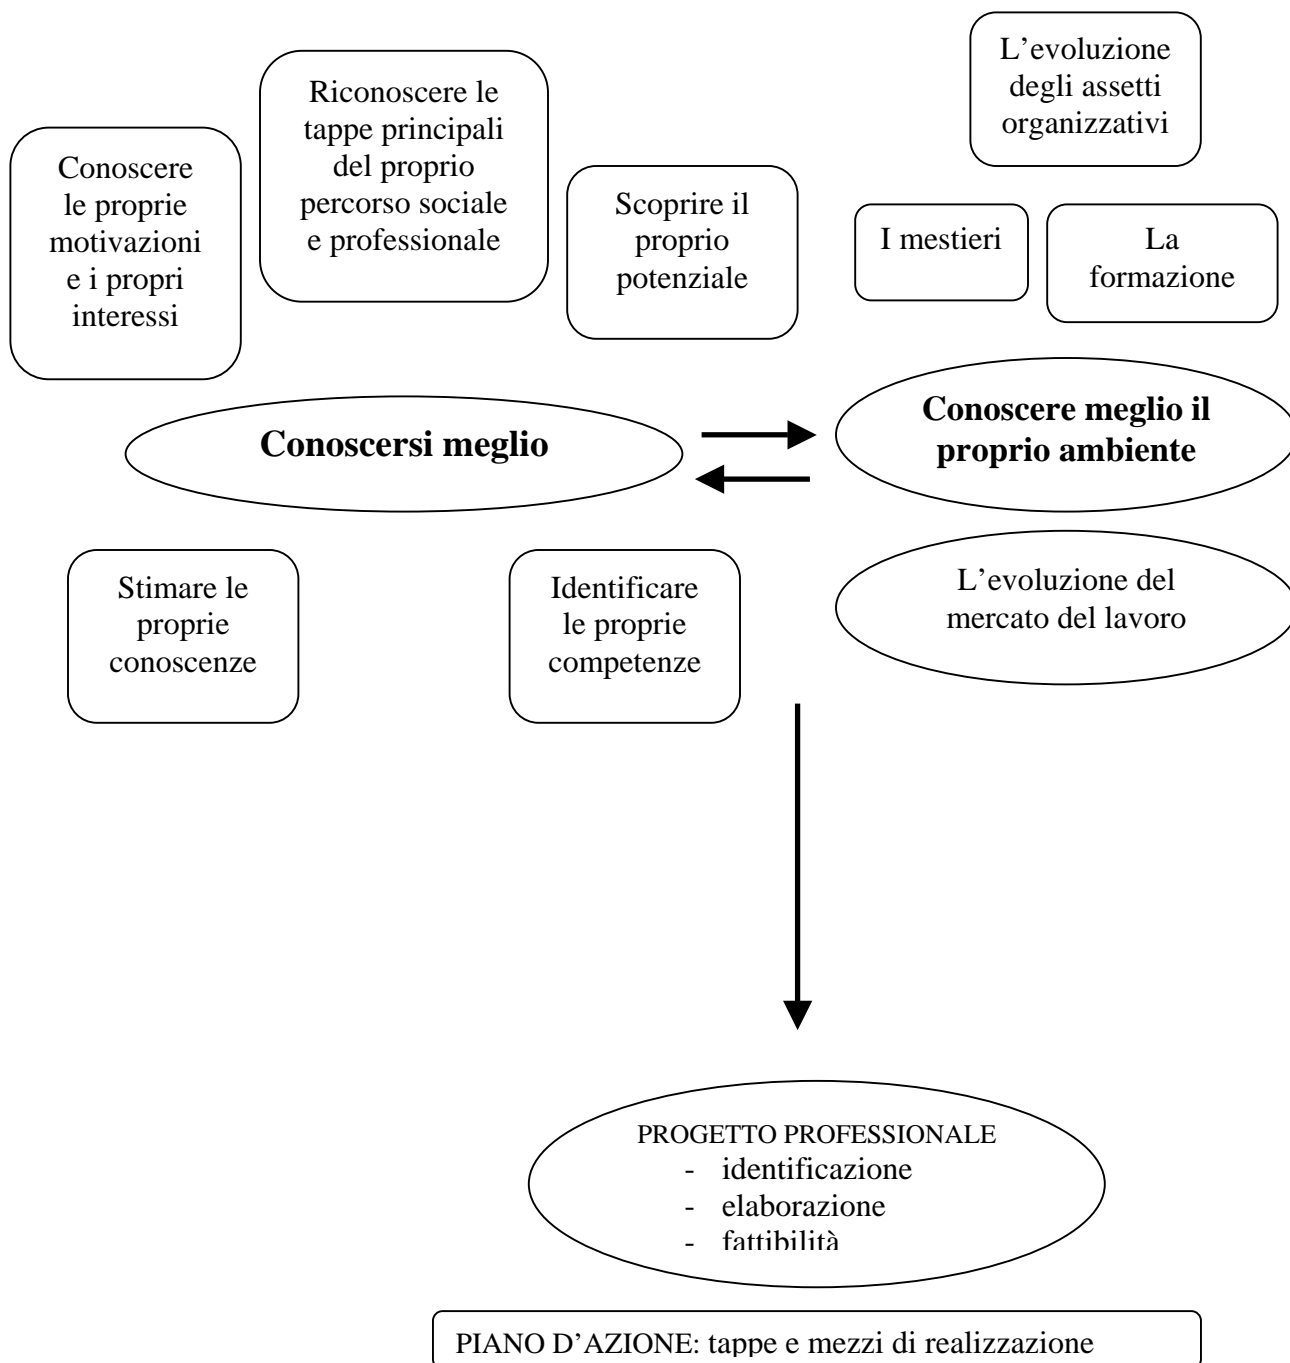 Conoscere
le proprie
motivazioni
e i propri
interessi
Riconoscere le
tappe principali
del proprio
percorso sociale
e professionale
Scoprire il
proprio
potenziale
L’evoluzione
degli assetti
organizzativi
I mestieri
La
formazione
Conoscersi meglio
Conoscere meglio il
proprio ambiente
Stimare le
proprie
conoscenze
Identificare
le proprie
competenze
L’evoluzione del
mercato del lavoro
PROGETTO PROFESSIONALE
- identificazione
- elaborazione
- fattibilità
PIANO D’AZIONE: tappe e mezzi di realizzazione